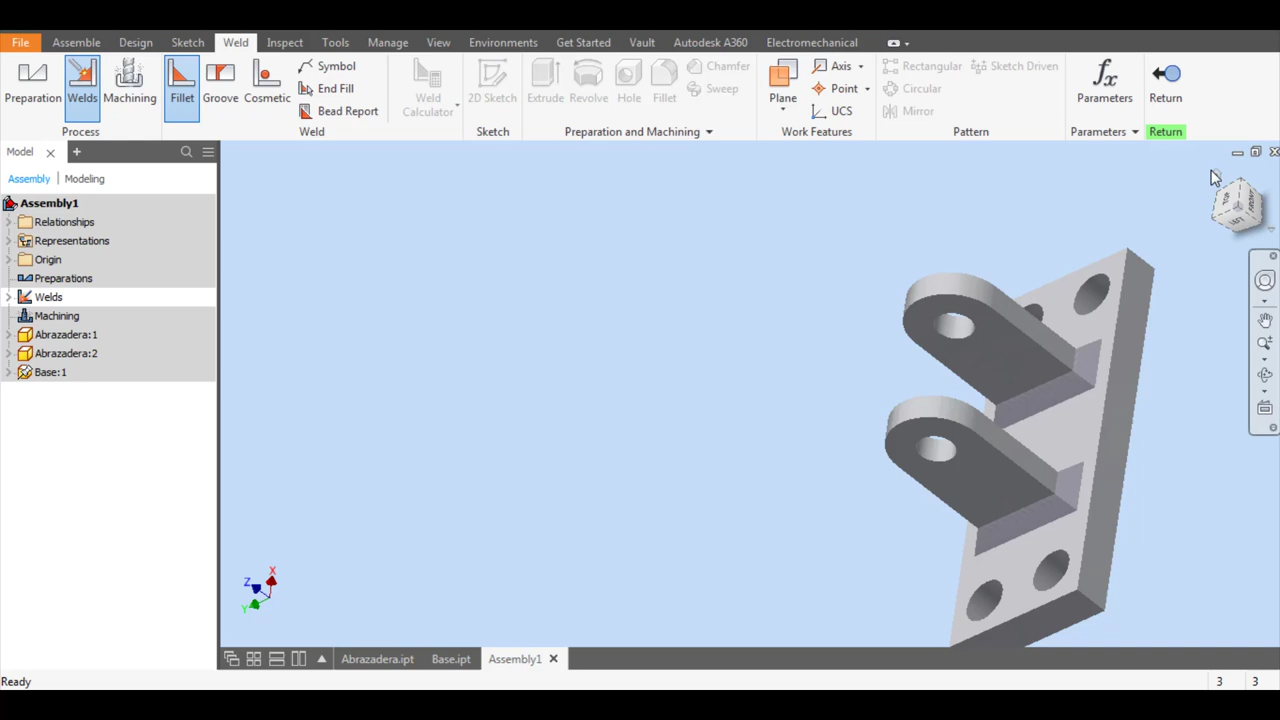 File Assemble Design Sketch Weld Inspect Tools Manage View Environments Get Started Vault Autodesk A360 Electromechanical
Preparation Welds Machining Fillet Groove Cosmetic Symbol End Fill Bead Report Weld Calculator 2D Sketch Extrude Revolve Hole Fillet Chamfer Sweep Plane Axis Point UCS Rectangular Sketch Driven Circular Mirror fx Parameters Return
Process Weld Sketch Preparation and Machining Work Features Pattern Parameters Return
Model
Assembly | Modeling
Assembly1
Relationships
Representations
Origin
Preparations
Welds
Machining
Abrazadera:1
Abrazadera:2
Base:1
TOP FRONT LEFT
X
Z
Y
Abrazadera.ipt Base.ipt Assembly1
Ready 3 3